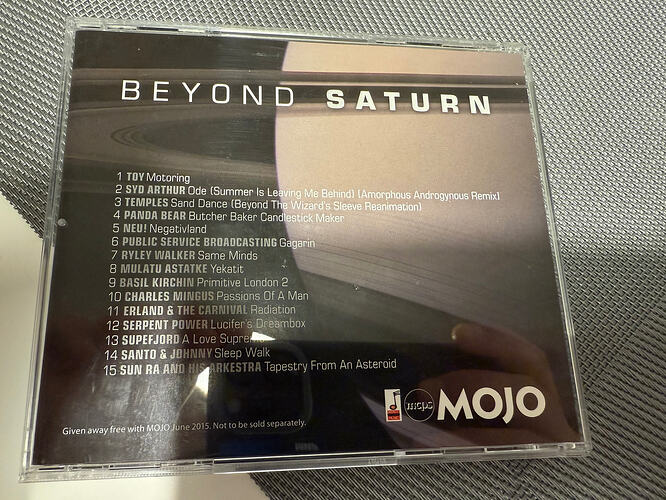 BEYOND SATURN
1 TOY Motoring
2 SYD ARTHUR Ode (Summer Is Leaving Me Behind) [Amorphous Androgynous Remix]
3 TEMPLES Sand Dance (Beyond The Wizard's Sleeve Reanimation)
4 PANDA BEAR Butcher Baker Candlestick Maker
5 NEU! Negativland
6 PUBLIC SERVICE BROADCASTING Gagarin
7 RYLEY WALKER Same Minds
8 MULATU ASTATKE Yekatit
9 BASIL KIRCHIN Primitive London 2
10 CHARLES MINGUS Passions Of A Man
11 ERLAND & THE CARNIVAL Radiation
12 SERPENT POWER Lucifer's Dreambox
13 SUPEFJORD A Love Supreme
14 SANTO & JOHNNY Sleep Walk
15 SUN RA AND HIS ARKESTRA Tapestry From An Asteroid
mcps MOJO
Given away free with MOJO June 2015. Not to be sold separately.